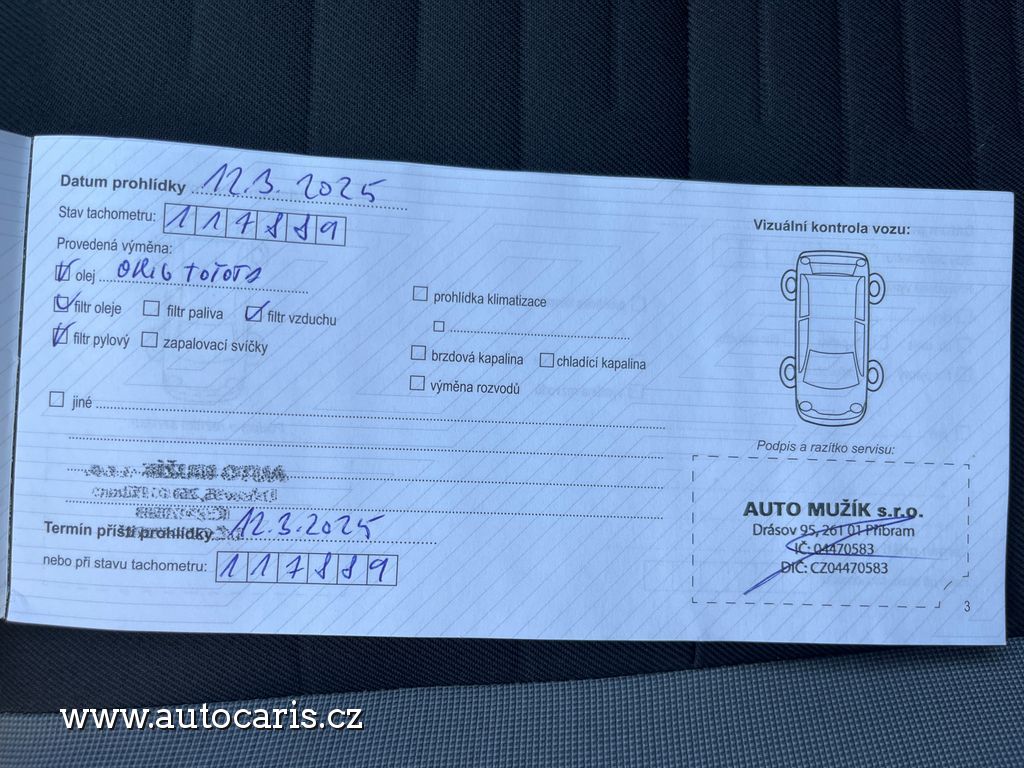 Datum prohlídky 12.3.2025
Stav tachometru: 117889
Provedená výměna:
olej ORIG TOYOTA
filtr oleje filtr paliva filtr vzduchu
filtr pylový zapalovací svíčky
jiné
prohlídka klimatizace
brzdová kapalina chladící kapalina
výměna rozvodů
Termín příští prohlídky 12.3.2025
nebo při stavu tachometru: 117889
Vizuální kontrola vozu:
Podpis a razítko servisu:
AUTO MUŽÍK s.r.o.
Drásov 95, 261 01 Příbram
IČ: 04470583
DIČ: CZ04470583
3
www.autocaris.cz